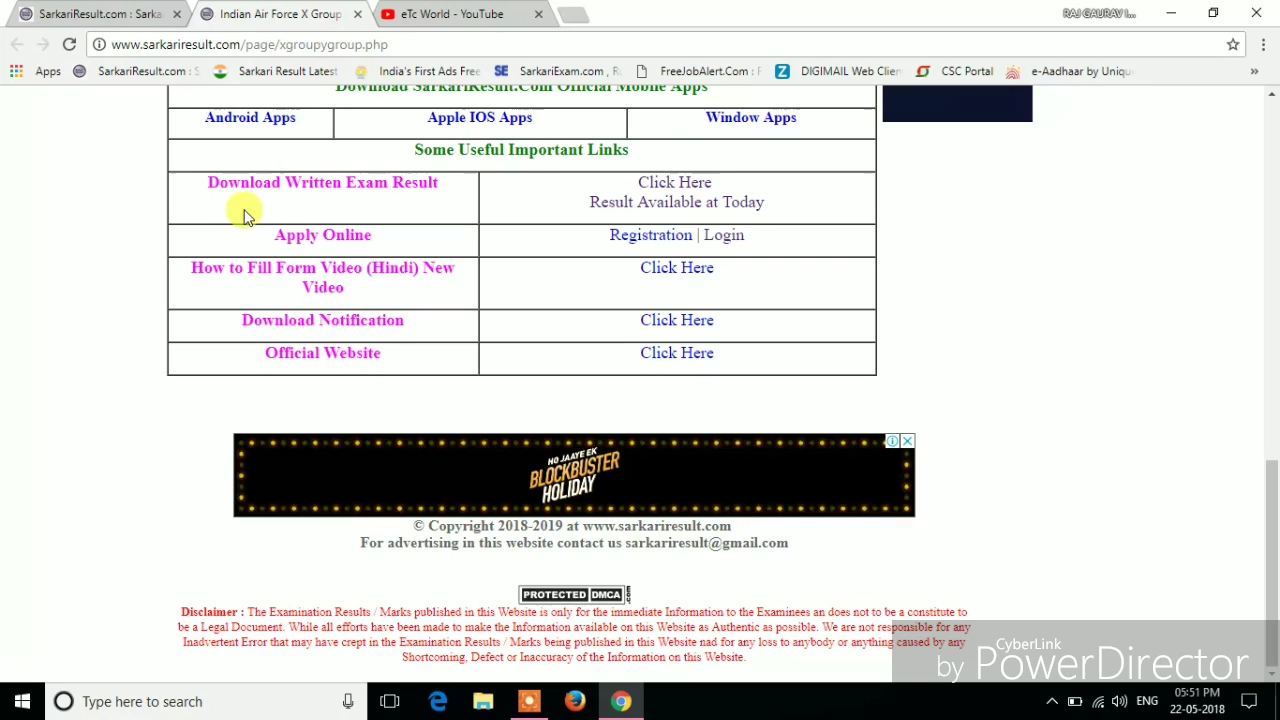 SarkariResult.com : Sarka
Indian Air Force X Group
eTc World - YouTube
RAJ GAURAV I...
www.sarkariresult.com/page/xgroupygroup.php
Apps
SarkariResult.com : S
Sarkari Result Latest
India's First Ads Free
SE
SarkariExam.com , R
FreeJobAlert.Com : F
DIGIMAIL Web Clien
CSC Portal
e-Aadhaar by Uniqu
»
Download SarkariResult.Com Official Mobile Apps
Android Apps
Apple IOS Apps
Window Apps
Some Useful Important Links
Download Written Exam Result
Click Here
Result Available at Today
Apply Online
Registration | Login
How to Fill Form Video (Hindi) New
Video
Click Here
Download Notification
Click Here
Official Website
Click Here
HO JAAYE EK
BLOCKBUSTER
HOLIDAY
© Copyright 2018-2019 at www.sarkariresult.com
For advertising in this website contact us sarkariresult@gmail.com
PROTECTED DMCA .com
Disclaimer : The Examination Results / Marks published in this Website is only for the immediate Information to the Examinees an does not to be a constitute to
be a Legal Document. While all efforts have been made to make the Information available on this Website as Authentic as possible. We are not responsible for any
Inadvertent Error that may have crept in the Examination Results / Marks being published in this Website nad for any loss to anybody or anything caused by any
Shortcoming, Defect or Inaccuracy of the Information on this Website.
CyberLink
by PowerDirector
Type here to search
ENG
05:51 PM
22-05-2018